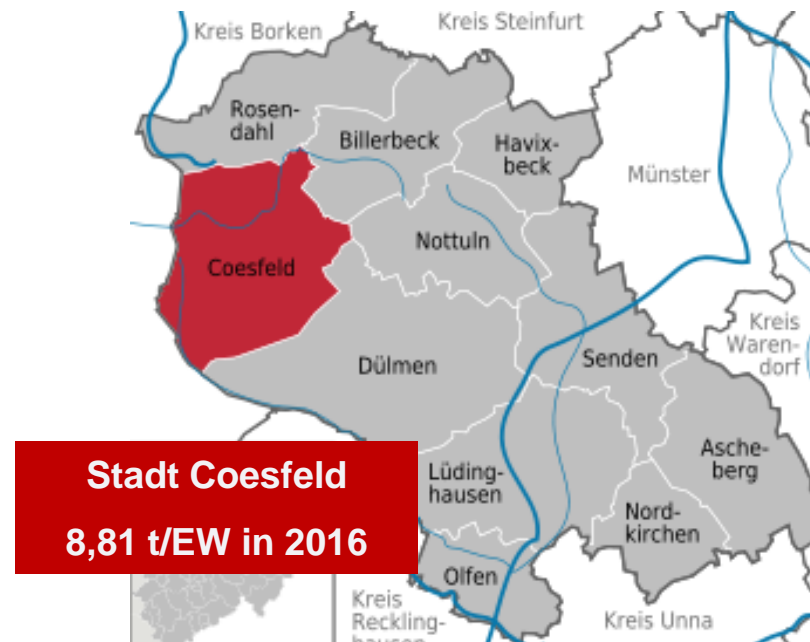 Kreis Borken
Kreis Steinfurt
Rosen-
dahl
Billerbeck
Havix-
beck
Münster
Nottuln
Coesfeld
Kreis
Waren-
dorf
Dülmen
Senden
Asche-
berg
Stadt Coesfeld
8,81 t/EW in 2016
Lüding-
hausen
Nord-
kirchen
Olfen
Kreis
Reckling-
hausen
Kreis Unna